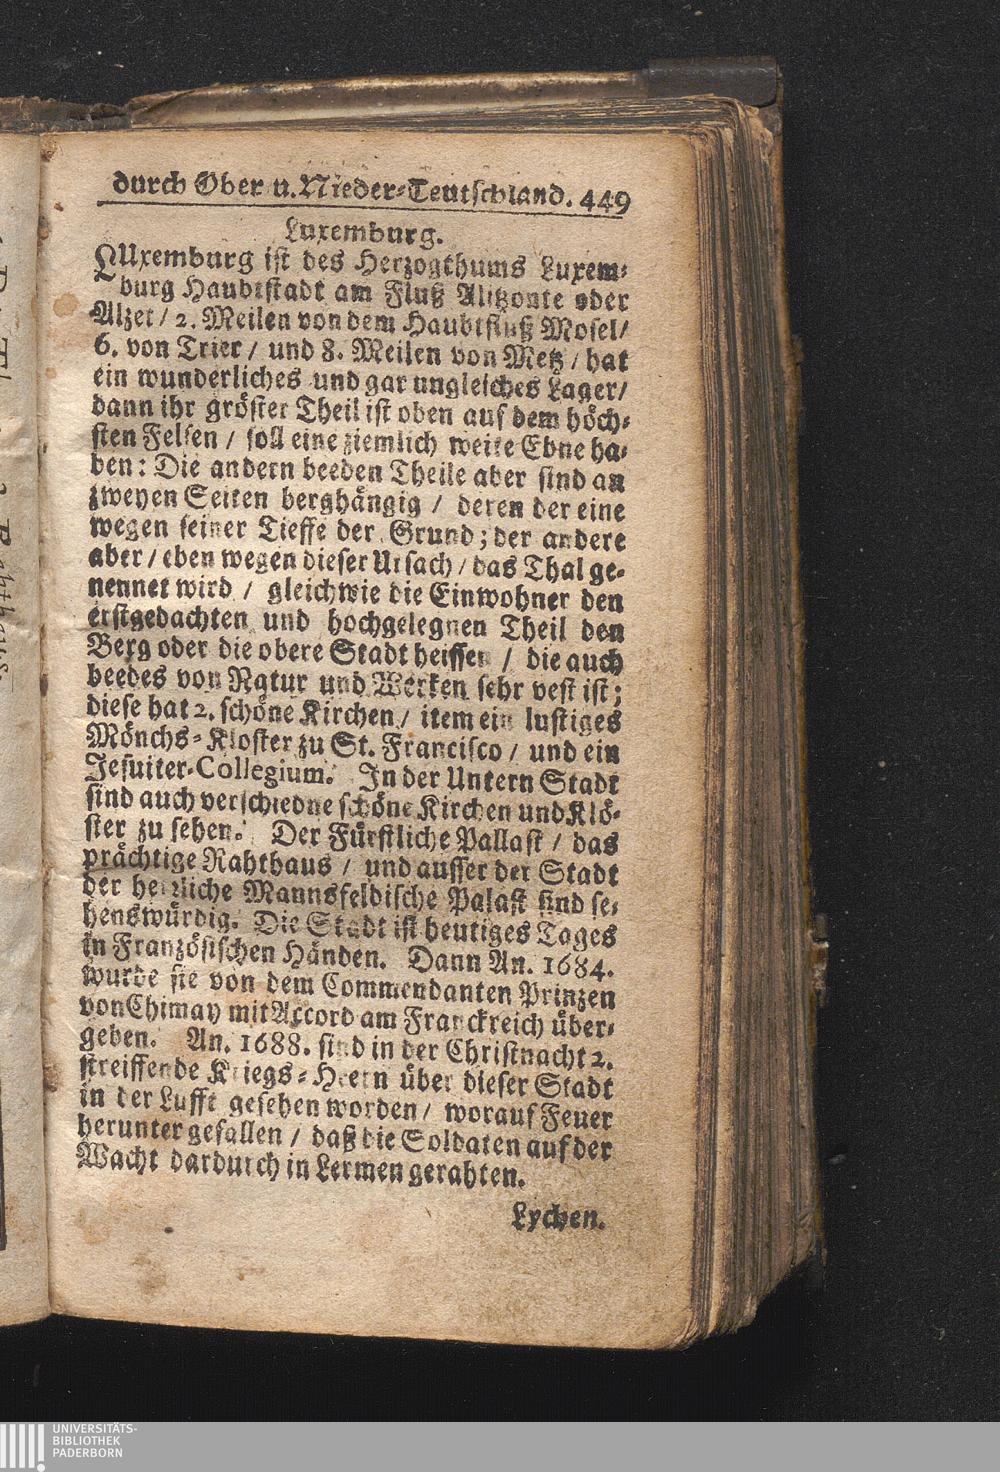 durch Ober u. Nieder-Teutschland. 449
Luxemburg.
LUxemburg ist des Herzogthums Luxem-
burg Haubtstadt am Fluß Alitzonte oder
Alzet / 2. Meilen von dem Haubtfluß Mosel /
6. von Trier / und 8. Meilen von Metz / hat
ein wunderliches und gar ungleiches Lager /
dann ihr gröster Theil ist oben auf dem höch-
sten Felsen / soll eine ziemlich weite Ebne ha-
ben: Die andern beeden Theile aber sind an
zweyen Seiten berghängig / deren der eine
wegen seiner Tieffe der Grund; der andere
aber / eben wegen dieser Ursach / das Thal ge-
nennet wird / gleichwie die Einwohner den
erstgedachten und hochgelegnen Theil den
Berg oder die obere Stadt heissen / die auch
beedes von Natur und Werken sehr vest ist;
diese hat 2. schöne Kirchen / item ein lustiges
Mönchs-Kloster zu St. Francisco / und ein
Jesuiter-Collegium. In der Untern Stadt
sind auch verschiedne schöne Kirchen und Klö-
ster zu sehen. Der Fürstliche Pallast / das
prächtige Rahthaus / und ausser der Stadt
der herrliche Mannsfeldische Palast sind se-
henswürdig. Die Stadt ist heutiges Tages
in Französischen Händen. Dann An. 1684.
wurde sie von dem Commendanten Prinzen
von Chimay mit Accord am Franckreich über-
geben. An. 1688. sind in der Christnacht 2.
streiffende Kriegs-Heern über dieser Stadt
in der Lufft gesehen worden / worauf Feuer
herunter gefallen / daß die Soldaten auf der
Wacht dardurch in Lermen gerahten.
Lychen.
UNIVERSITÄTS-
BIBLIOTHEK
PADERBORN